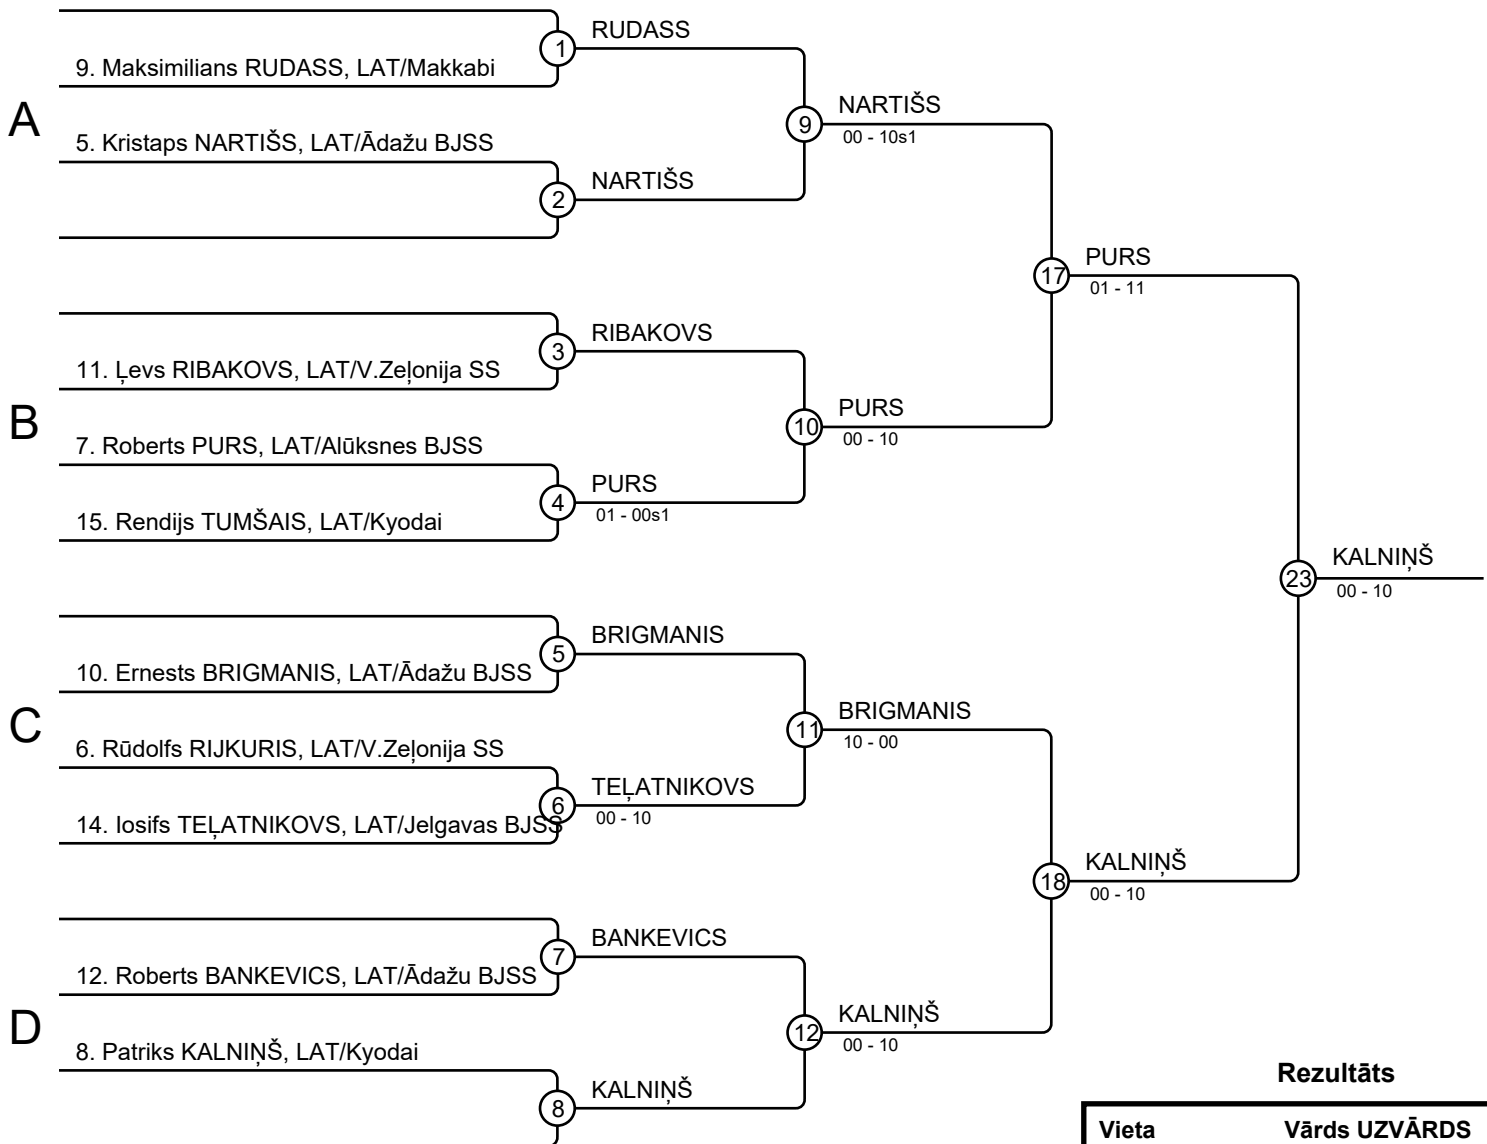 RUDASS
1
9. Maksimilians RUDASS, LAT/Makkabi
A
NARTIŠS
9
00 - 10s1
5. Kristaps NARTIŠS, LAT/Ādažu BJSS
NARTIŠS
2
PURS
17
01 - 11
RIBAKOVS
3
11. Ļevs RIBAKOVS, LAT/V.Zeļonija SS
B
PURS
10
00 - 10
7. Roberts PURS, LAT/Alūksnes BJSS
PURS
4
01 - 00s1
15. Rendijs TUMŠAIS, LAT/Kyodai
KALNIŅŠ
23
00 - 10
BRIGMANIS
5
10. Ernests BRIGMANIS, LAT/Ādažu BJSS
C
BRIGMANIS
11
10 - 00
6. Rūdolfs RIJKURIS, LAT/V.Zeļonija SS
TEĻATNIKOVS
6
00 - 10
14. Iosifs TEĻATNIKOVS, LAT/Jelgavas BJSS
KALNIŅŠ
18
00 - 10
BANKEVICS
7
12. Roberts BANKEVICS, LAT/Ādažu BJSS
D
KALNIŅŠ
12
00 - 10
8. Patriks KALNIŅŠ, LAT/Kyodai
KALNIŅŠ
8
Rezultāts
Vieta Vārds UZVĀRDS